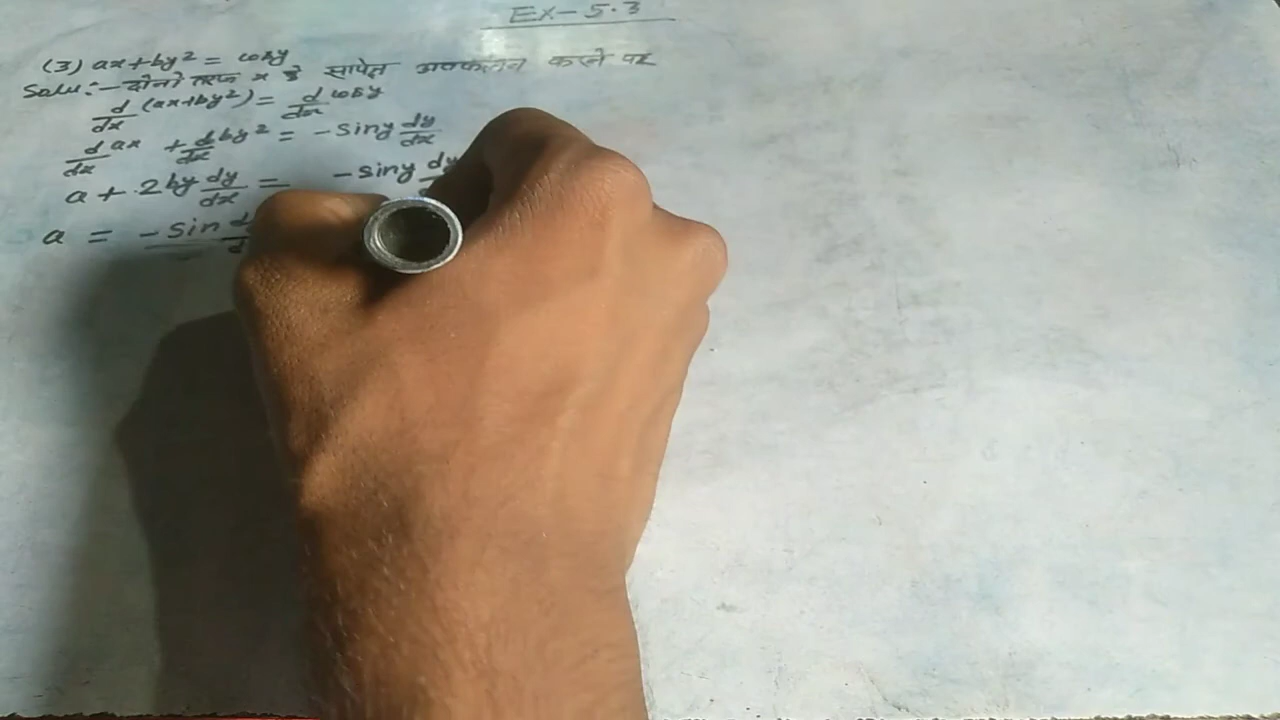 Ex-5.3
(3) ax+by² = cosy
Solu:- दोनो तरफ x के सापेक्ष अवकलन करने पर
d/dx (ax+by²) = d/dx cosy
d/dx ax + d/dx by² = -siny dy/dx
a + 2by dy/dx = -siny dy
a = -sin d